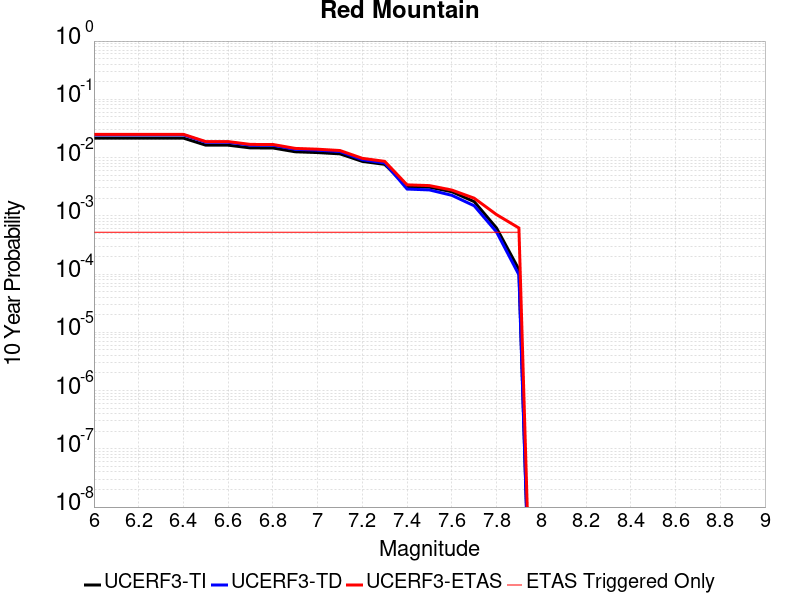 Red Mountain
10^0
10^-1
10^-2
10^-3
10^-4
10^-5
10^-6
10^-7
10^-8
10 Year Probability
6 6.2 6.4 6.6 6.8 7 7.2 7.4 7.6 7.8 8 8.2 8.4 8.6 8.8 9
Magnitude
UCERF3-TI UCERF3-TD UCERF3-ETAS ETAS Triggered Only